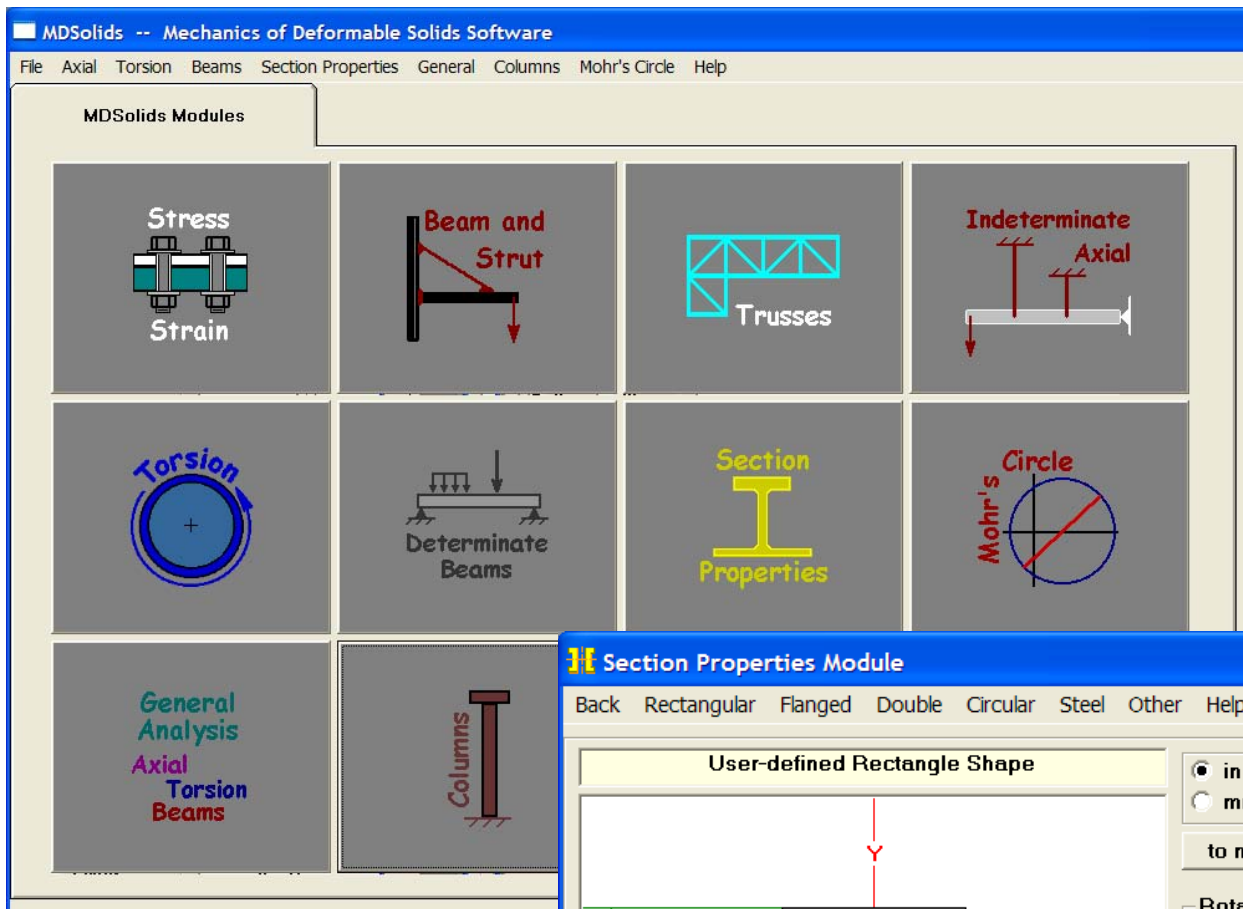 MDSolids -- Mechanics of Deformable Solids Software
File Axial Torsion Beams Section Properties General Columns Mohr's Circle Help
MDSolids Modules
Stress
Strain
Beam and
Strut
Trusses
Indeterminate
Axial
Torsion
Determinate
Beams
Section
Properties
Mohr's
Circle
General
Analysis
Axial
Torsion
Beams
Columns
Section Properties Module
Back Rectangular Flanged Double Circular Steel Other Help
User-defined Rectangle Shape
in
Y